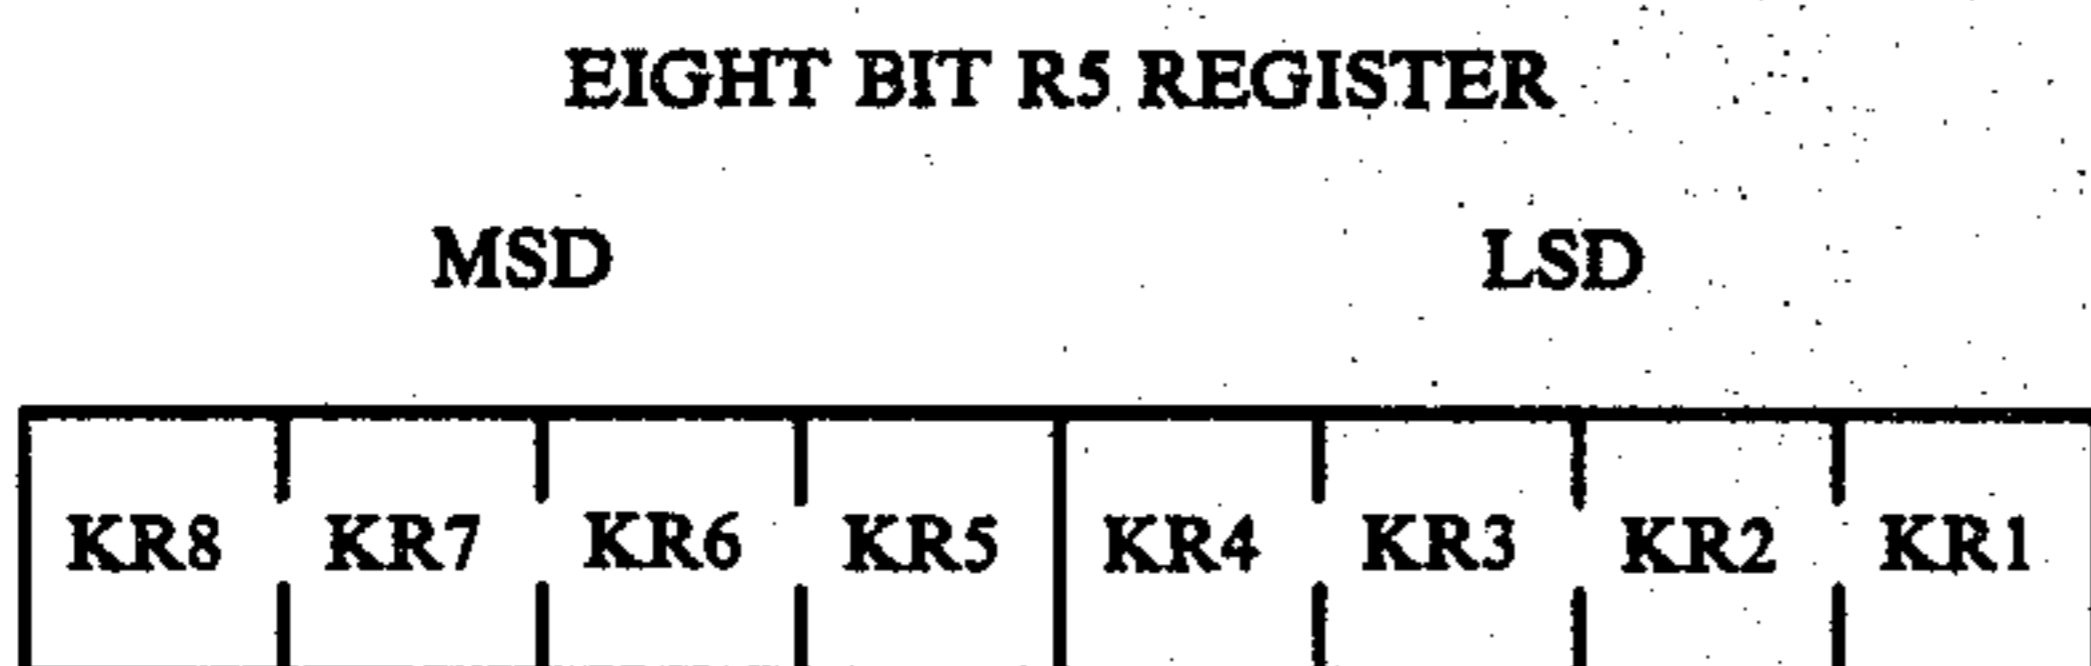 EIGHT BIT R5 REGISTER
MSD LSD
KR8 KR7 KR6 KR5 KR4 KR3 KR2 KR1